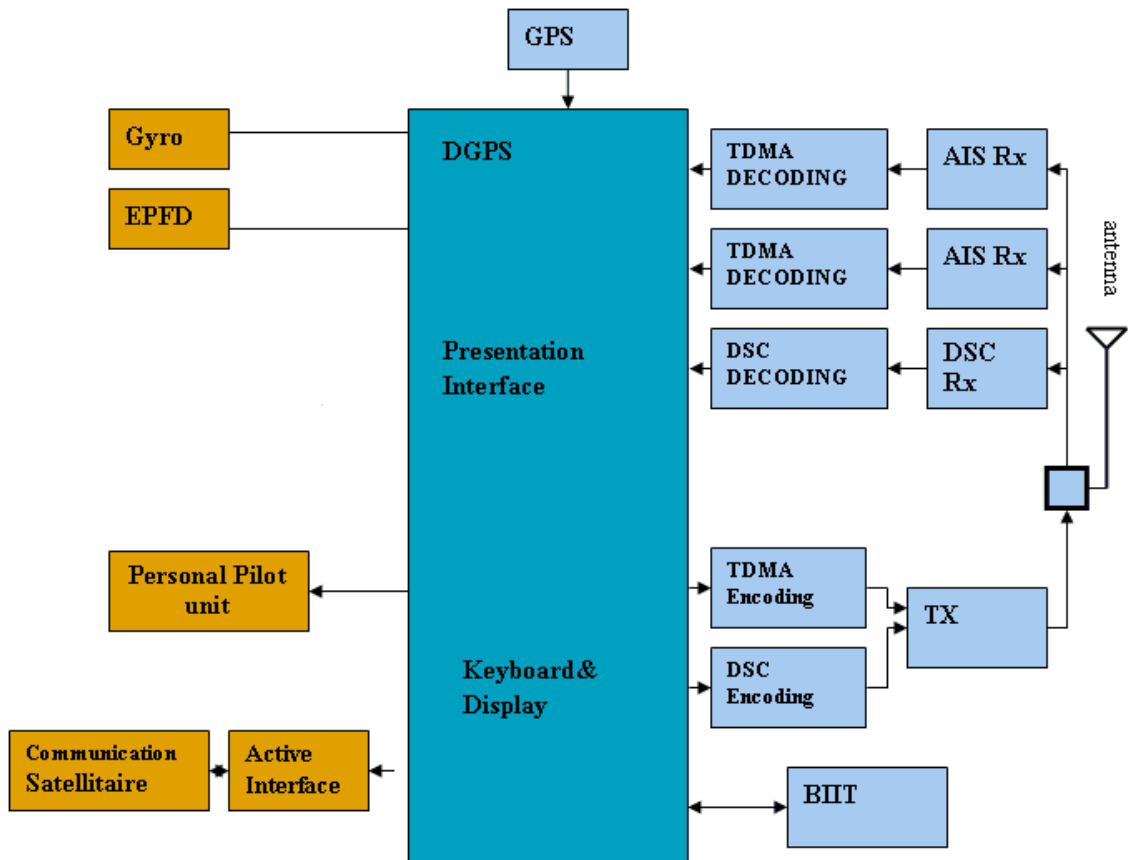 GPS
Gyro
EPFD
DGPS
TDMA
DECODING
AIS Rx
TDMA
DECODING
AIS Rx
antenna
Presentation
Interface
DSC
DECODING
DSC
Rx
Personal Pilot
unit
TDMA
Encoding
TX
Keyboard&
Display
DSC
Encoding
Communication
Satellitaire
Active
Interface
BIIT